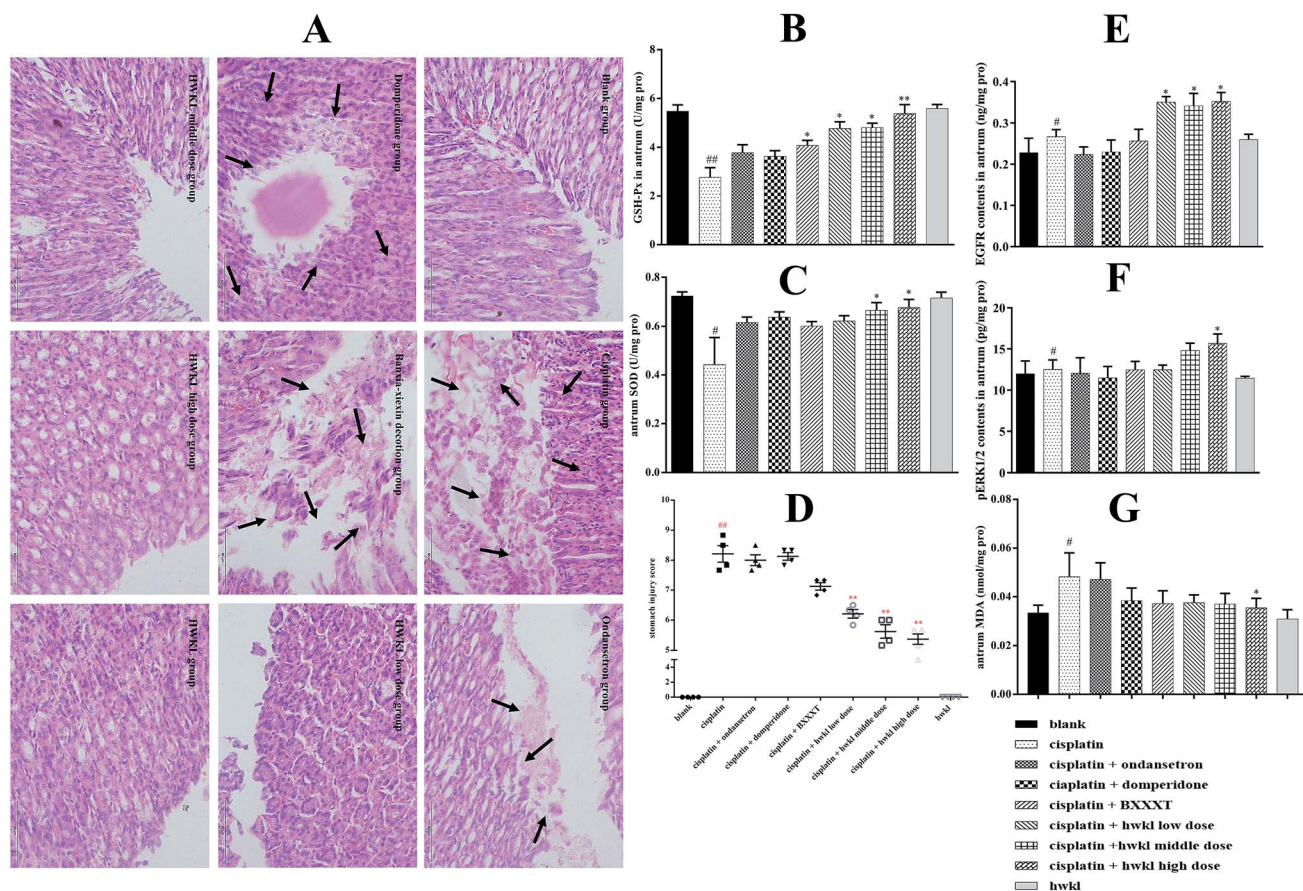 A
HWKL middle dose group
Domperidone group
Blank group
HWKL high dose group
Banxia-xiexin decotion group
Cisplatin group
HWKL group
HWKL low dose group
Ondansetron group
B
GSH-Px in antrum (U/mg pro)
8
6
4
2
0
##
*
*
*
**
C
antrum SOD (U/mg pro)
0.8
0.6
0.4
0.2
0.0
#
*
*
D
stomach injury score
10
9
8
7
6
5
4
2
0
##
**
**
**
blank
cisplatin
cisplatin + ondansetron
cisplatin + domperidone
cisplatin + BXXXT
cisplatin + hwkl low dose
cisplatin + hwkl middle dose
cisplatin + hwkl high dose
hwkl
E
EGFR contents in antrum (ng/mg pro)
0.4
0.3
0.2
0.1
0.0
#
*
*
*
F
pERK1/2 contents in antrum (pg/mg pro)
20
15
10
5
0
#
*
G
antrum MDA (nmol/mg pro)
0.08
0.06
0.04
0.02
0.00
#
*
blank
cisplatin
cisplatin + ondansetron
ciaplatin + domperidone
cisplatin + BXXXT
cisplatin + hwkl low dose
cisplatin +hwkl middle dose
cisplatin + hwkl high dose
hwkl